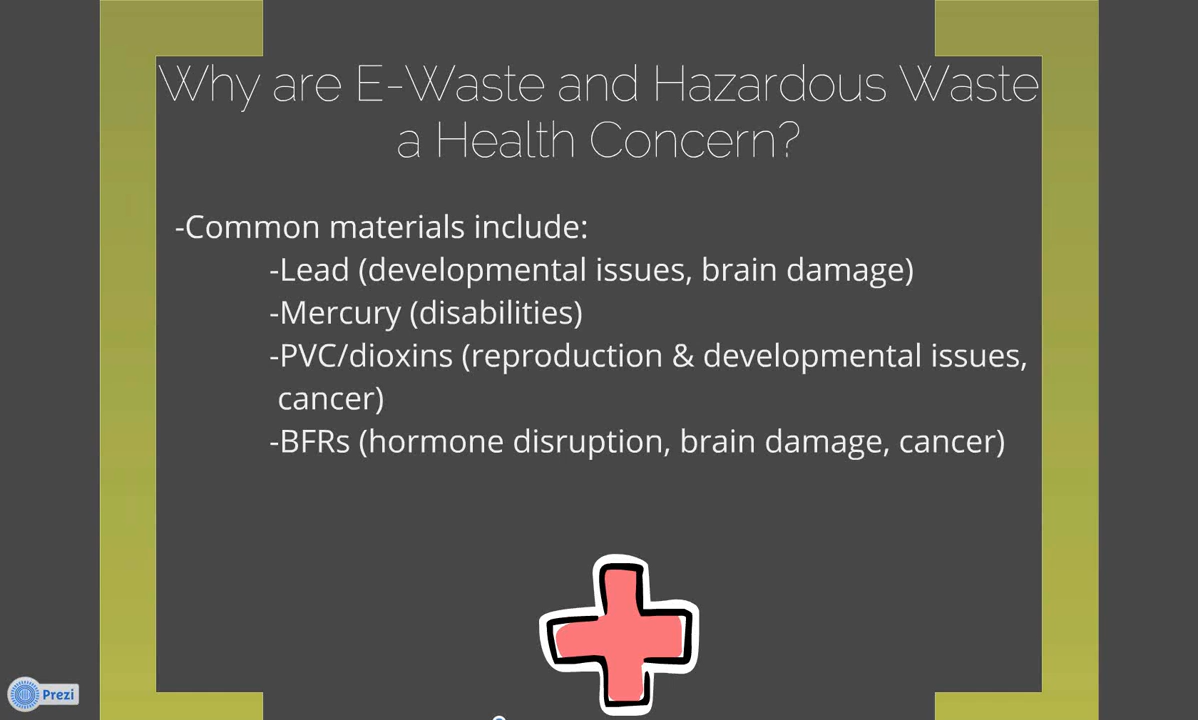 Why are E-Waste and Hazardous Waste
a Health Concern?
-Common materials include:
-Lead (developmental issues, brain damage)
-Mercury (disabilities)
-PVC/dioxins (reproduction & developmental issues,
cancer)
-BFRs (hormone disruption, brain damage, cancer)
Prezi